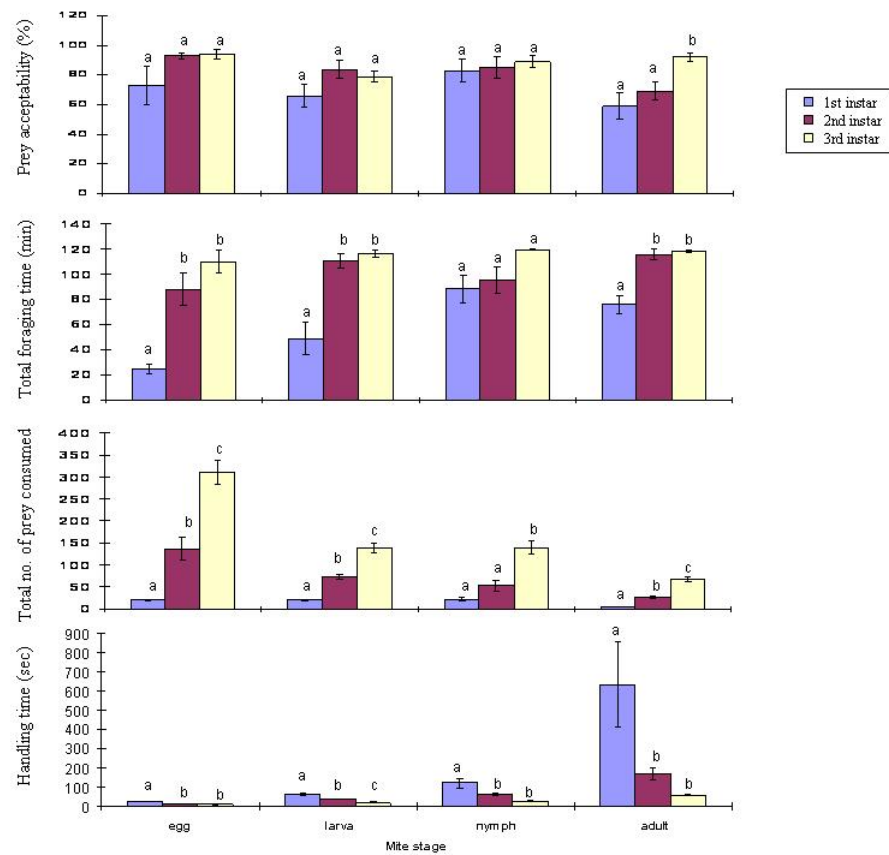 Prey acceptability (%)
120
100
80
60
40
20
0
a a a
a a a
a a a
a a b
1st instar
2nd instar
3rd instar
Total foraging time (min)
140
120
100
80
60
40
20
0
a b b
a b b
a a a
a b b
Total no. of prey consumed
400
350
300
250
200
150
100
50
0
a b c
a b c
a a b
a b c
Handling time (sec)
900
800
700
600
500
400
300
200
100
0
a b b
a b c
a b b
a b b
egg larva nymph adult
Mite stage